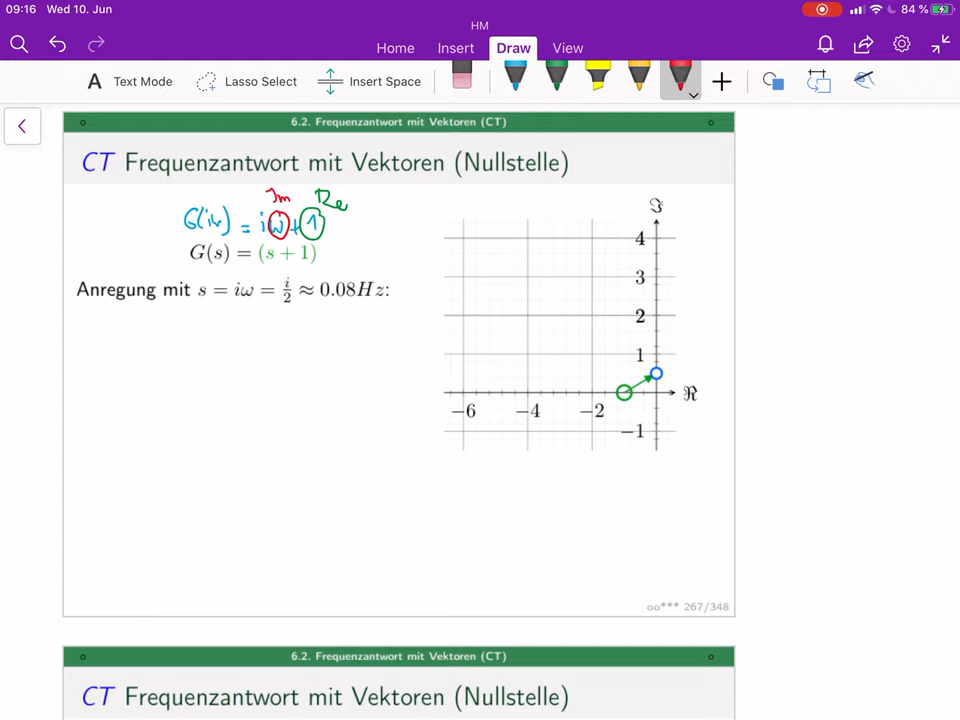 09:16 Wed 10. Jun
84 %
HM
Home Insert Draw View
A Text Mode Lasso Select Insert Space
6.2. Frequenzantwort mit Vektoren (CT)
CT Frequenzantwort mit Vektoren (Nullstelle)
Im Re
G(iω) = iω+1
G(s) = (s + 1)
Anregung mit s = iω = i/2 ≈ 0.08Hz:
ℑ
4
3
2
1
ℜ
−6 −4 −2
−1
oo*** 267/348
6.2. Frequenzantwort mit Vektoren (CT)
CT Frequenzantwort mit Vektoren (Nullstelle)